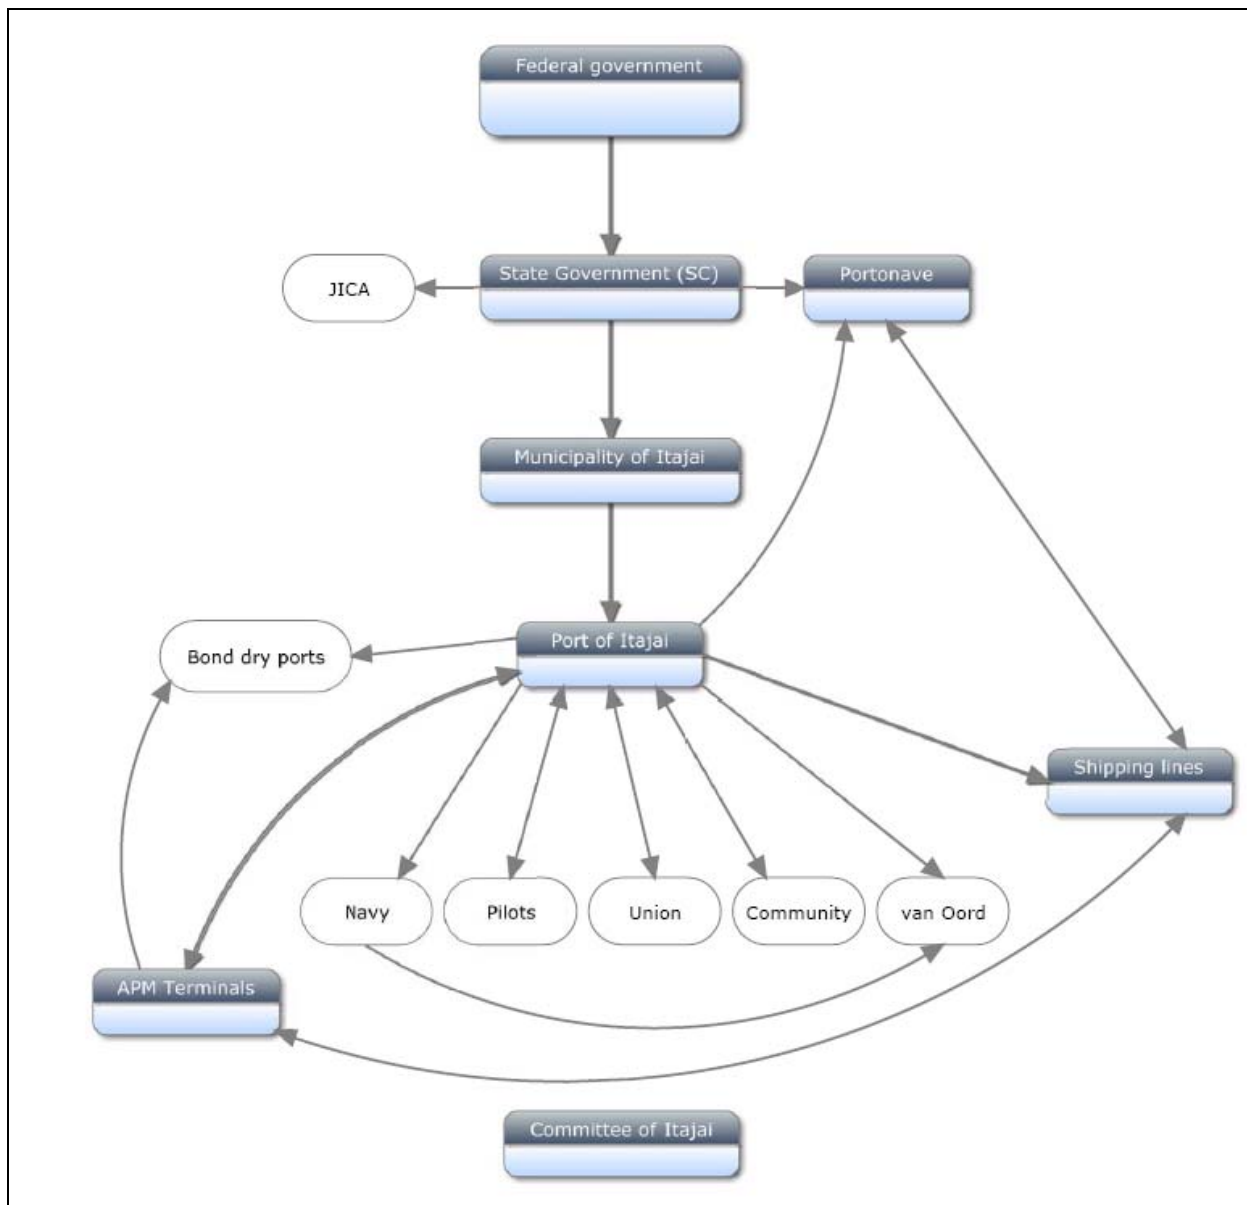 Federal government
JICA
State Government (SC)
Portonave
Municipality of Itajai
Bond dry ports
Port of Itajai
Shipping lines
Navy
Pilots
Union
Community
van Oord
APM Terminals
Committee of Itajai